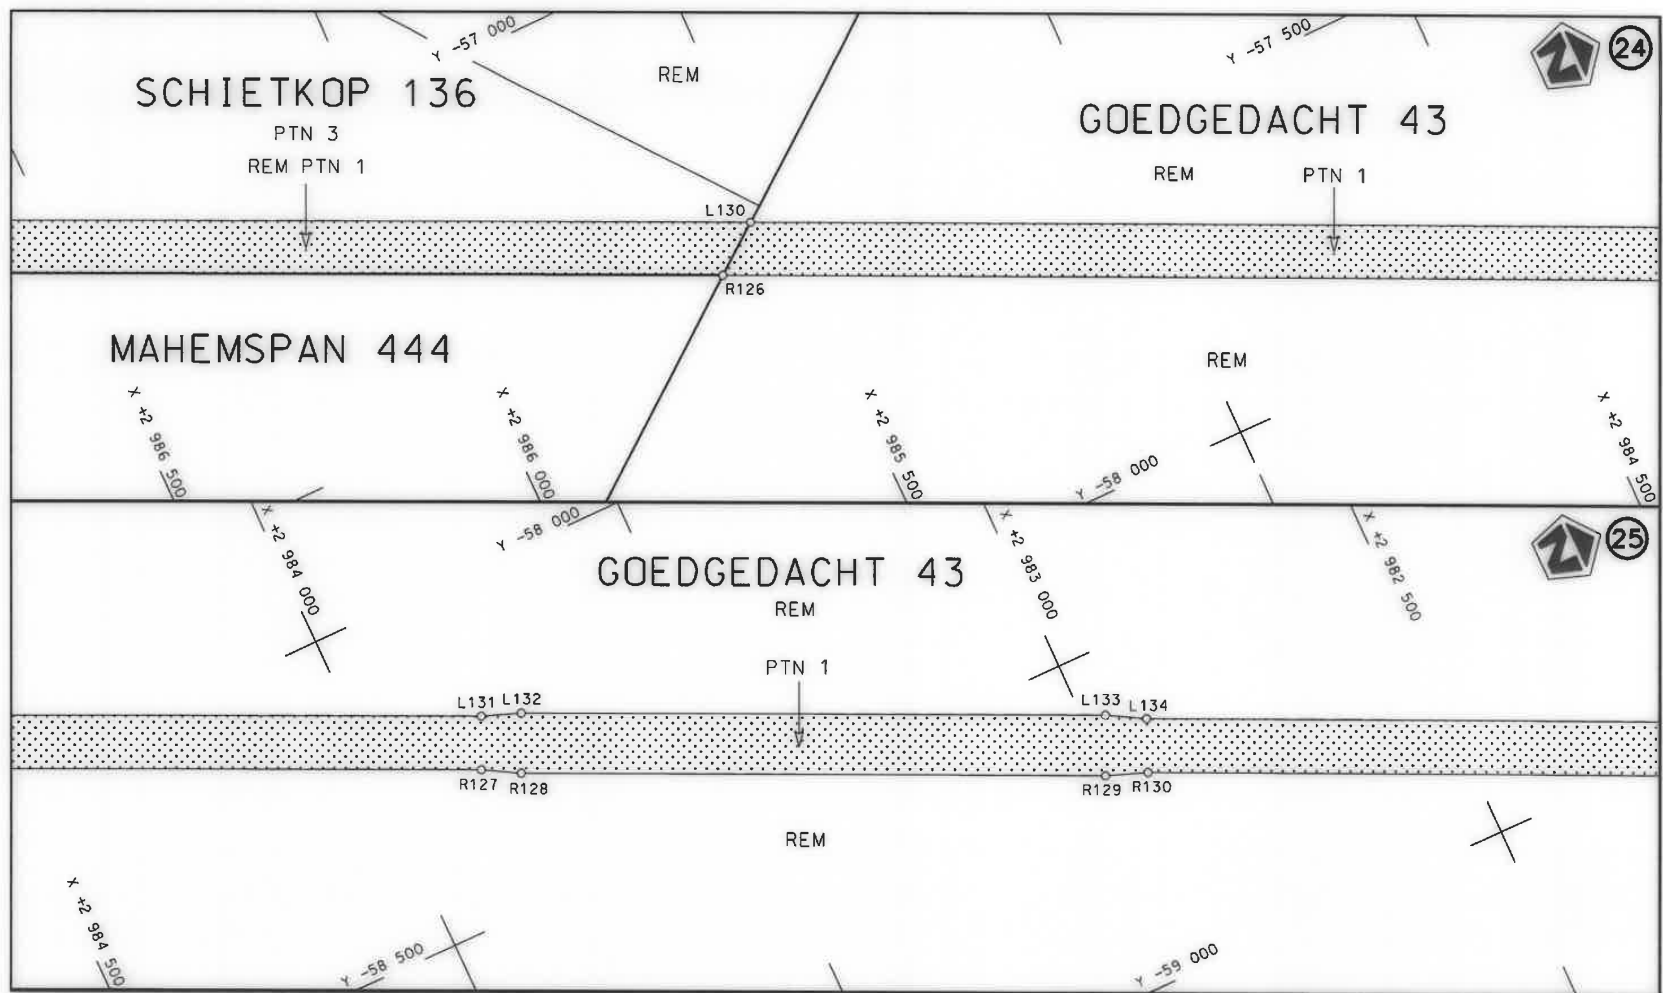 Y -57 000
Y -57 500
24
SCHIETKOP 136
REM
GOEDGEDACHT 43
PTN 3
REM PTN 1
REM
PTN 1
L130
R126
MAHEMSPAN 444
REM
X +2 986 500
X +2 986 000
X +2 985 500
Y -58 000
X +2 984 500
X +2 984 000
Y -58 000
X +2 983 000
X +2 982 500
25
GOEDGEDACHT 43
REM
PTN 1
L131
L132
L133
L134
R127
R128
R129
R130
REM
X +2 984 500
Y -58 500
Y -59 000